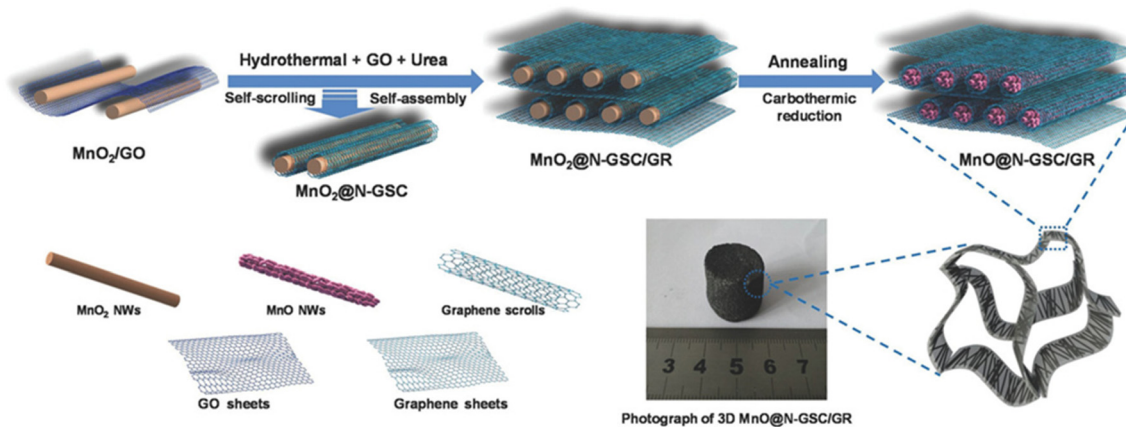 Hydrothermal + GO + Urea
Self-scrolling
Self-assembly
Annealing
Carbothermic
reduction
MnO₂/GO
MnO₂@N-GSC
MnO₂@N-GSC/GR
MnO@N-GSC/GR
MnO₂ NWs
MnO NWs
Graphene scrolls
GO sheets
Graphene sheets
3 4 5 6 7
Photograph of 3D MnO@N-GSC/GR